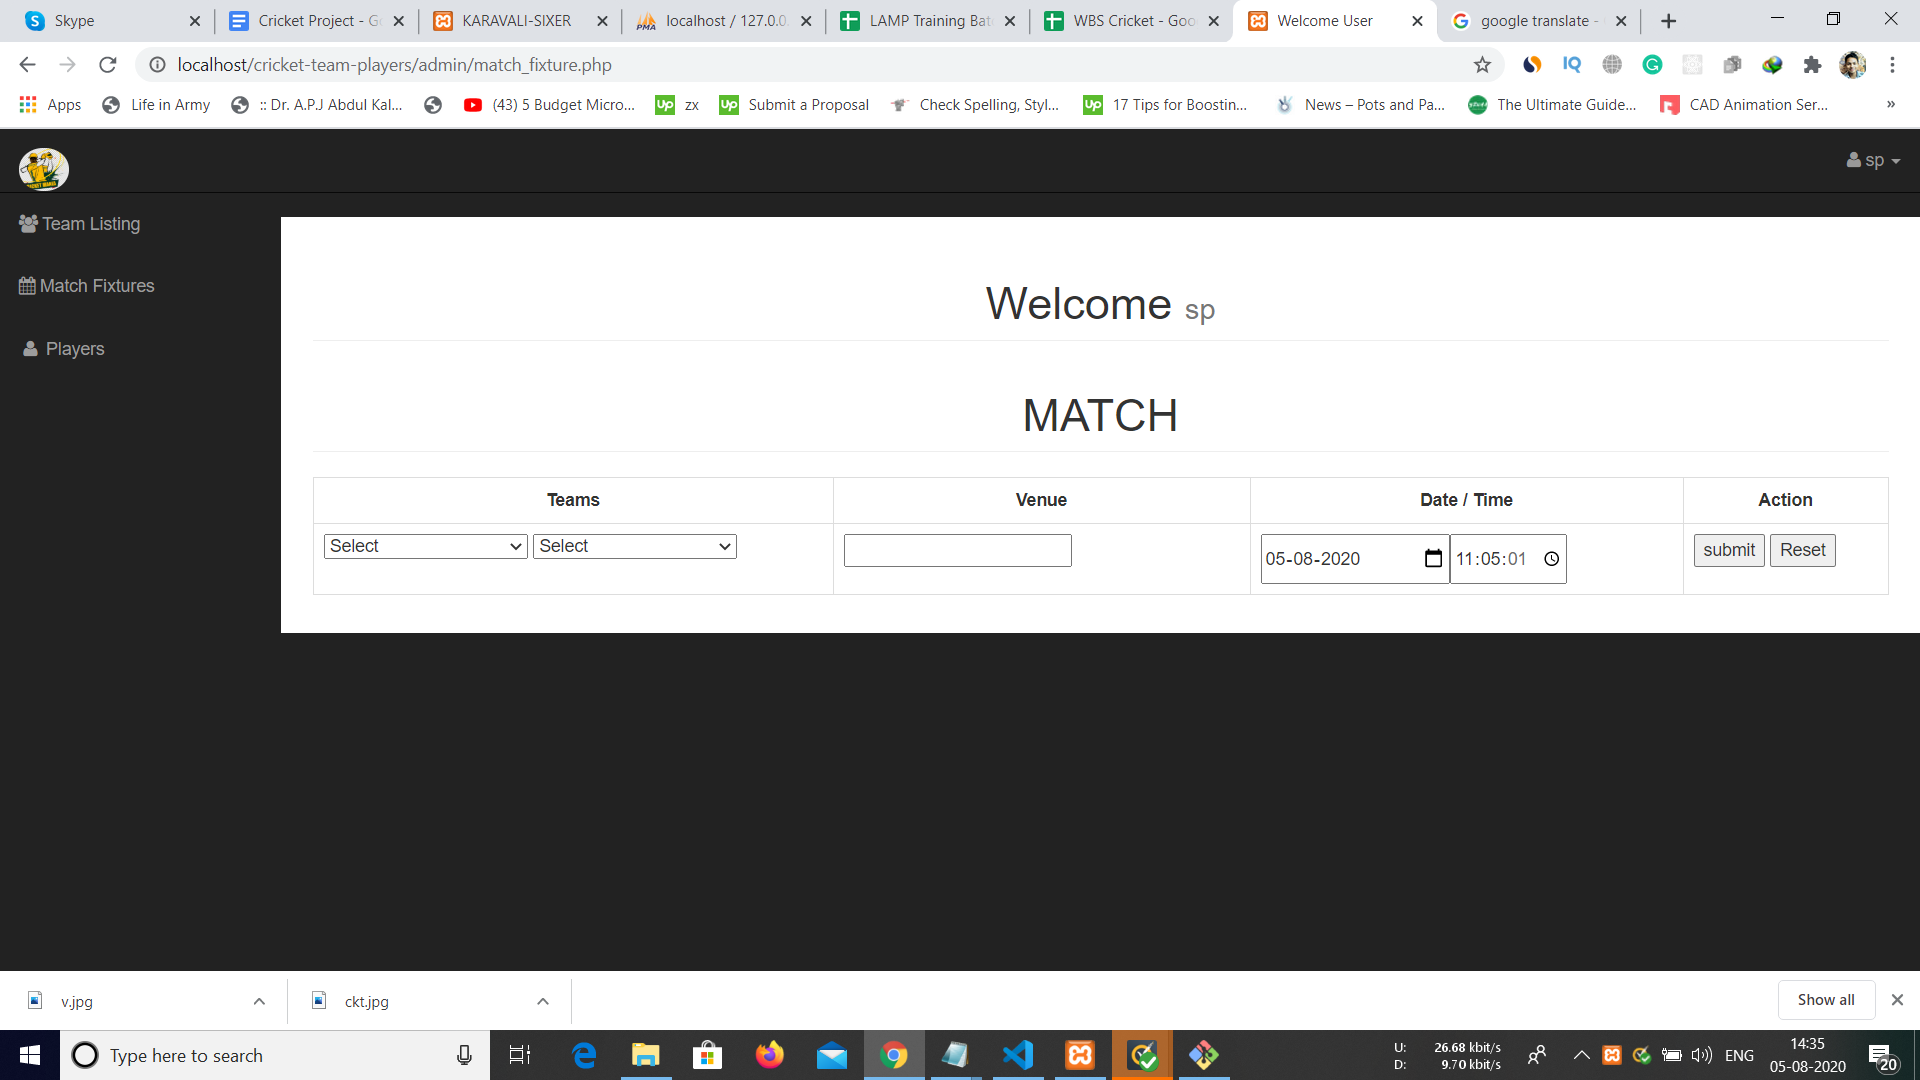 Skype
Cricket Project - G
KARAVALI-SIXER
localhost / 127.0.0.
LAMP Training Bat
WBS Cricket - Goo
Welcome User
google translate -
localhost/cricket-team-players/admin/match_fixture.php
Apps
Life in Army
:: Dr. A.P.J Abdul Kal...
(43) 5 Budget Micro...
Up zx
Up Submit a Proposal
Check Spelling, Styl...
Up 17 Tips for Boostin...
News – Pots and Pa...
The Ultimate Guide...
CAD Animation Ser...
»
sp
Team Listing
Match Fixtures
Players
Welcome sp
MATCH
Teams Venue Date / Time Action
Select Select 05-08-2020 11:05:01 submit Reset
v.jpg
ckt.jpg
Show all
Type here to search
U: 26.68 kbit/s
D: 9.70 kbit/s
ENG
14:35
05-08-2020
20